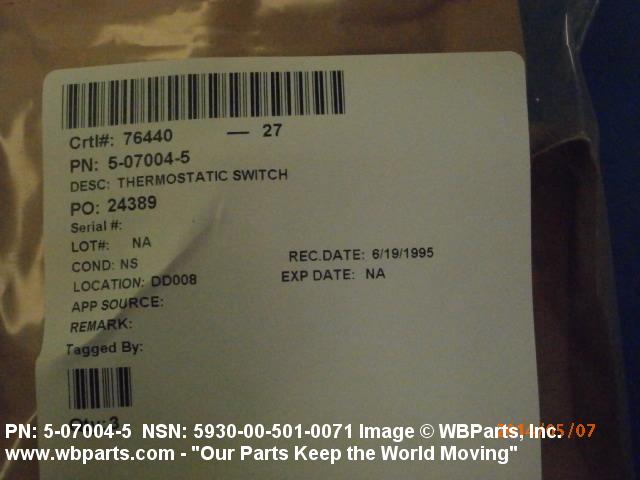 Crtl#: 76440 — 27
PN: 5-07004-5
DESC: THERMOSTATIC SWITCH
PO: 24389
Serial #:
LOT#: NA
COND: NS REC.DATE: 6/19/1995
LOCATION: DD008 EXP DATE: NA
APP SOURCE:
REMARK:
Tagged By:
PN: 5-07004-5 NSN: 5930-00-501-0071 Image © WBParts, Inc.
www.wbparts.com - "Our Parts Keep the World Moving"